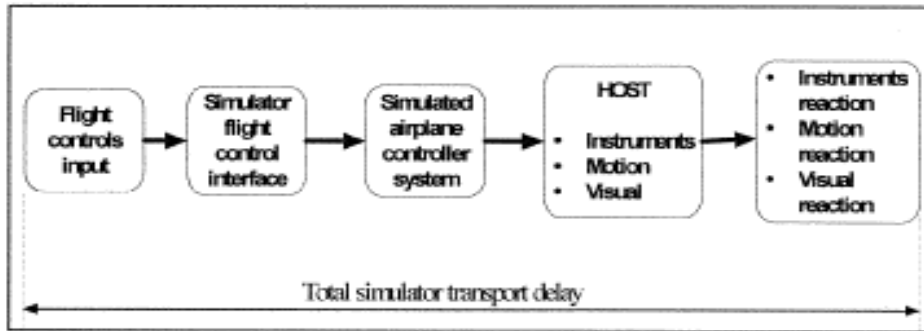 Flight
controls
input
Simulator
flight
control
interface
Simulated
airplane
controller
system
HOST
• Instruments
• Motion
• Visual
• Instruments
reaction
• Motion
reaction
• Visual
reaction
Total simulator transport delay